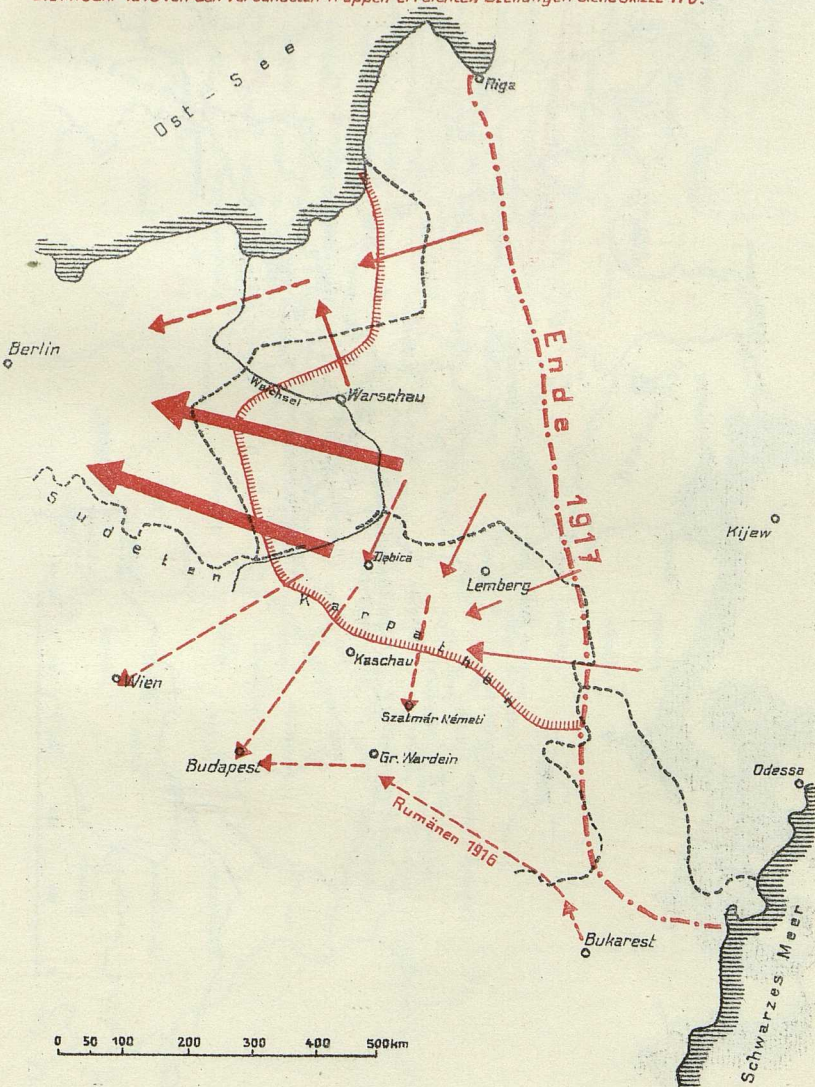 Ost - See
Riga
Ende 1917
Berlin
Weichsel
Warschau
Sudeten
Kijew
Dębica
Lemberg
Karpathen
Kaschau
Wien
Szatmár Németi
Budapest
Gr. Wardein
Odessa
Rumänen 1916
Bukarest
Schwarzes Meer
0 50 100 200 300 400 500km